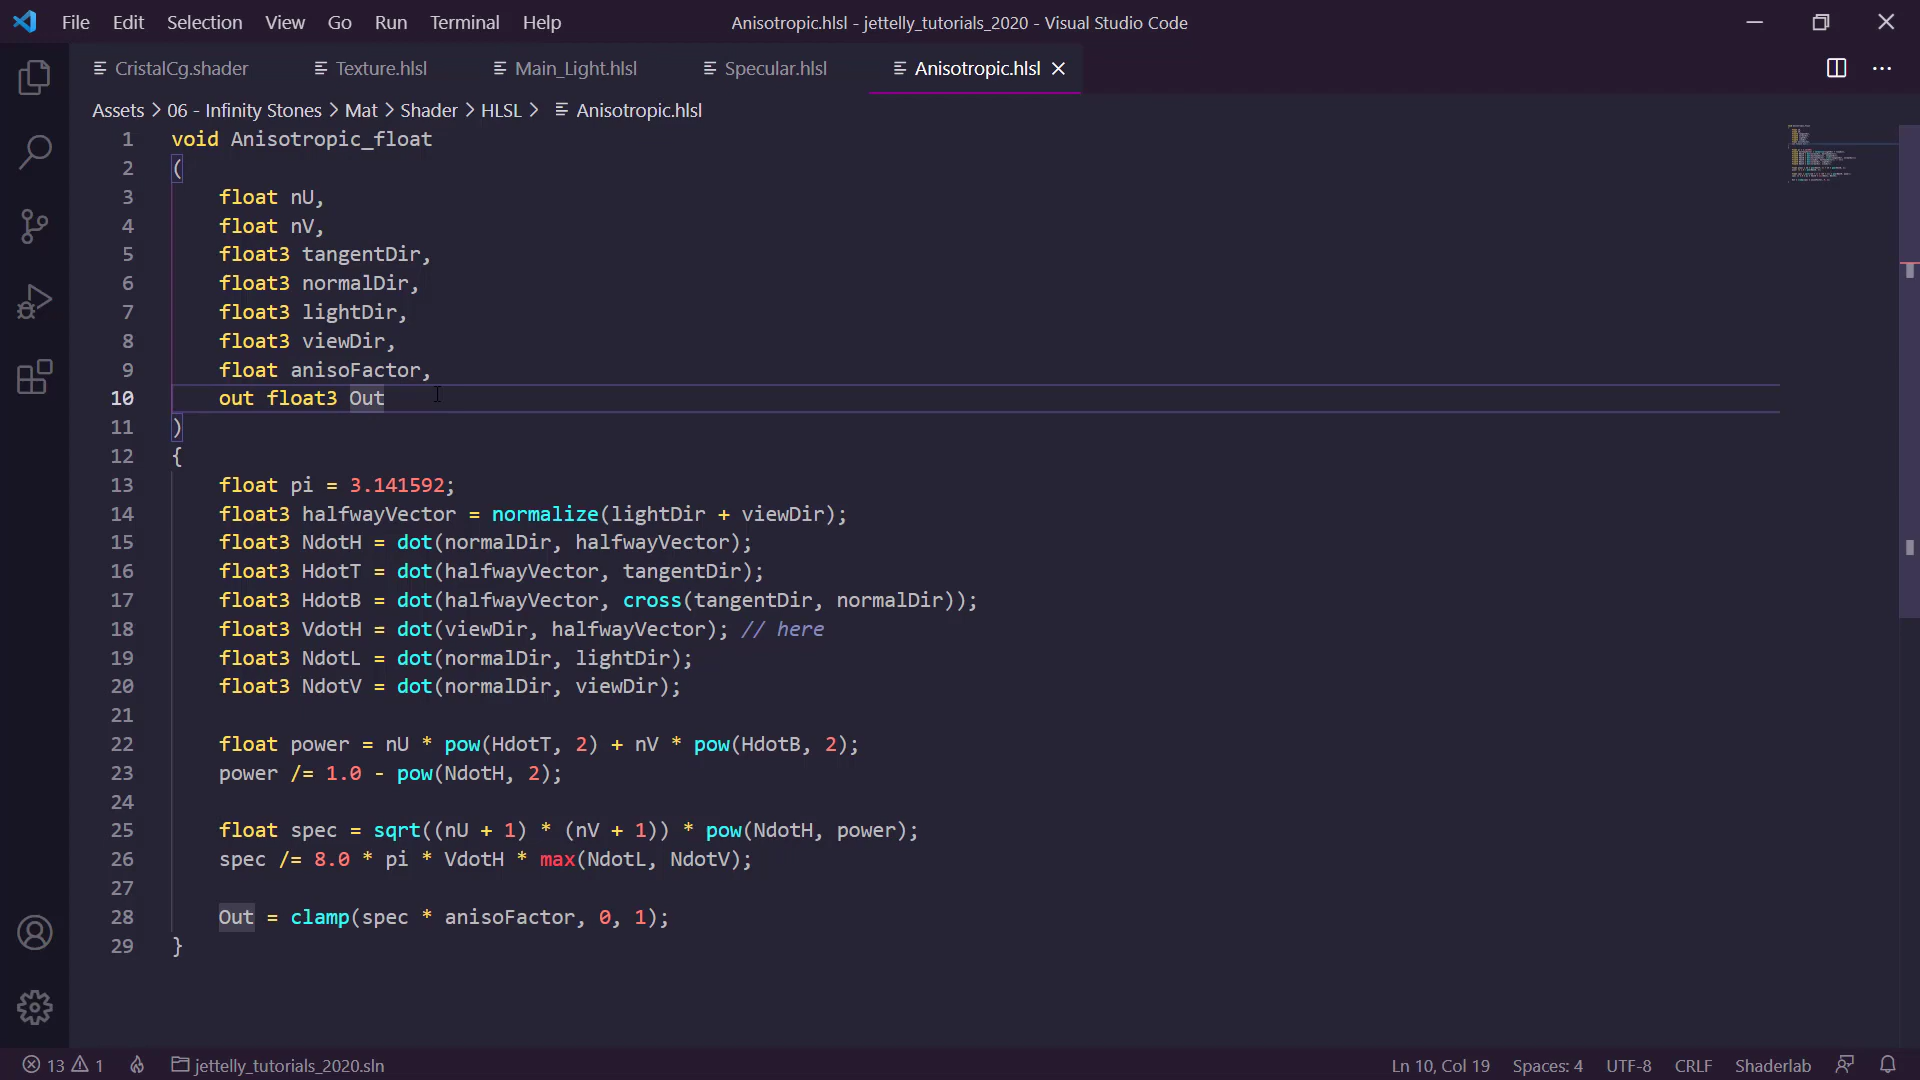 File Edit Selection View Go Run Terminal Help Anisotropic.hlsl - jettelly_tutorials_2020 - Visual Studio Code
CristalCg.shader Texture.hlsl Main_Light.hlsl Specular.hlsl Anisotropic.hlsl
Assets > 06 - Infinity Stones > Mat > Shader > HLSL > Anisotropic.hlsl
1 void Anisotropic_float
2 (
3 float nU,
4 float nV,
5 float3 tangentDir,
6 float3 normalDir,
7 float3 lightDir,
8 float3 viewDir,
9 float anisoFactor,
10 out float3 Out
11 )
12 {
13 float pi = 3.141592;
14 float3 halfwayVector = normalize(lightDir + viewDir);
15 float3 NdotH = dot(normalDir, halfwayVector);
16 float3 HdotT = dot(halfwayVector, tangentDir);
17 float3 HdotB = dot(halfwayVector, cross(tangentDir, normalDir));
18 float3 VdotH = dot(viewDir, halfwayVector); // here
19 float3 NdotL = dot(normalDir, lightDir);
20 float3 NdotV = dot(normalDir, viewDir);
21
22 float power = nU * pow(HdotT, 2) + nV * pow(HdotB, 2);
23 power /= 1.0 - pow(NdotH, 2);
24
25 float spec = sqrt((nU + 1) * (nV + 1)) * pow(NdotH, power);
26 spec /= 8.0 * pi * VdotH * max(NdotL, NdotV);
27
28 Out = clamp(spec * anisoFactor, 0, 1);
29 }
13 1 jettelly_tutorials_2020.sln Ln 10, Col 19 Spaces: 4 UTF-8 CRLF Shaderlab